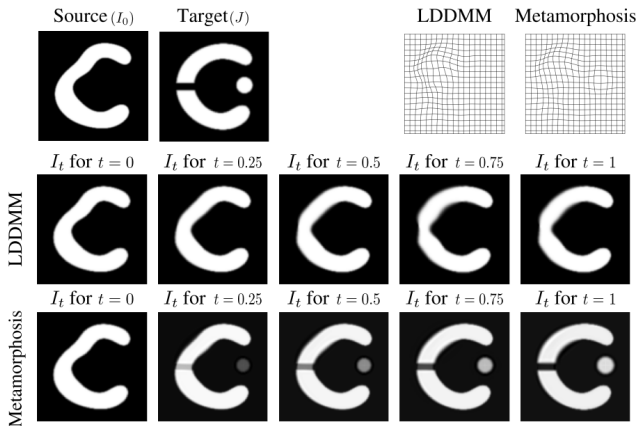 Source (I₀) Target(J) LDDMM Metamorphosis
Iₜ for t = 0 Iₜ for t = 0.25 Iₜ for t = 0.5 Iₜ for t = 0.75 Iₜ for t = 1
LDDMM
Iₜ for t = 0 Iₜ for t = 0.25 Iₜ for t = 0.5 Iₜ for t = 0.75 Iₜ for t = 1
Metamorphosis